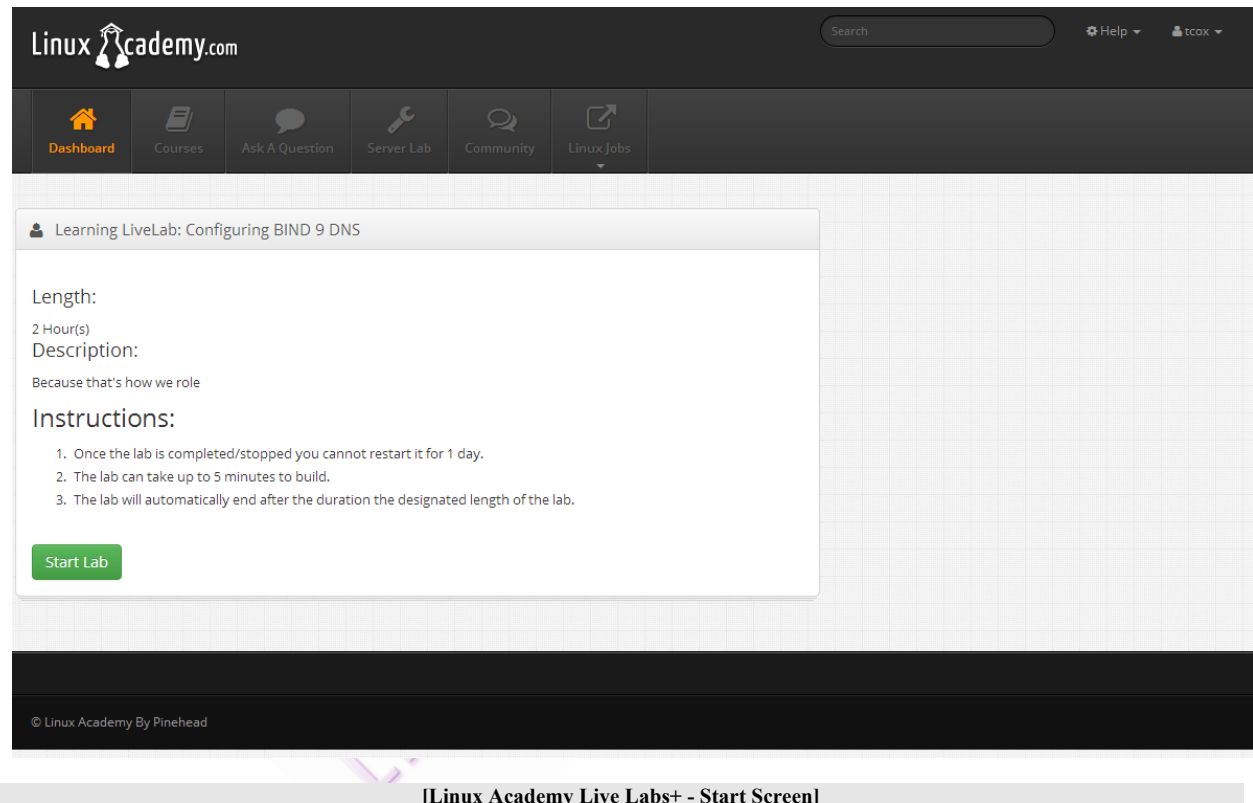 Linux Academy.com
Search
Help
tcox
Dashboard
Courses
Ask A Question
Server Lab
Community
Linux Jobs
Learning LiveLab: Configuring BIND 9 DNS
Length:
2 Hour(s)
Description:
Because that's how we role
Instructions:
1. Once the lab is completed/stopped you cannot restart it for 1 day.
2. The lab can take up to 5 minutes to build.
3. The lab will automatically end after the duration the designated length of the lab.
Start Lab
© Linux Academy By Pinehead
[Linux Academy Live Labs+ - Start Screen]